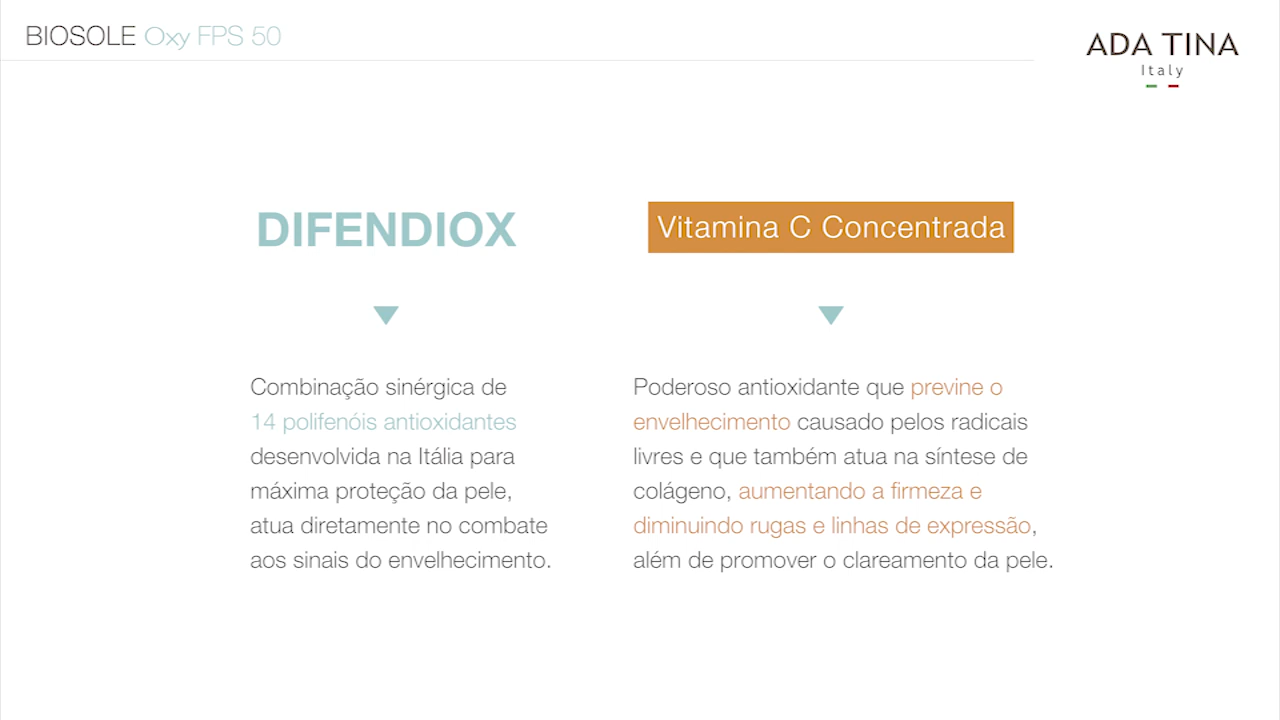 BIOSOLE Oxy FPS 50
ADA TINA
Italy
DIFENDIOX
Combinação sinérgica de
14 polifenóis antioxidantes
desenvolvida na Itália para
máxima proteção da pele,
atua diretamente no combate
aos sinais do envelhecimento.
Vitamina C Concentrada
Poderoso antioxidante que previne o
envelhecimento causado pelos radicais
livres e que também atua na síntese de
colágeno, aumentando a firmeza e
diminuindo rugas e linhas de expressão,
além de promover o clareamento da pele.